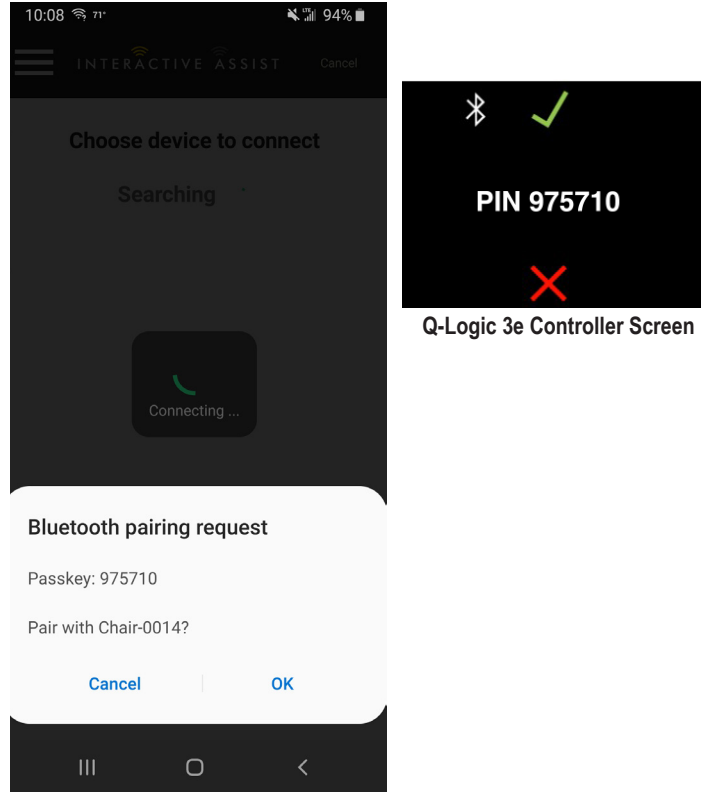 10:08 71° LTE 94%
INTERACTIVE ASSIST Cancel
Choose device to connect
Searching
Connecting ...
Bluetooth pairing request
Passkey: 975710
Pair with Chair-0014?
Cancel OK
PIN 975710
Q-Logic 3e Controller Screen